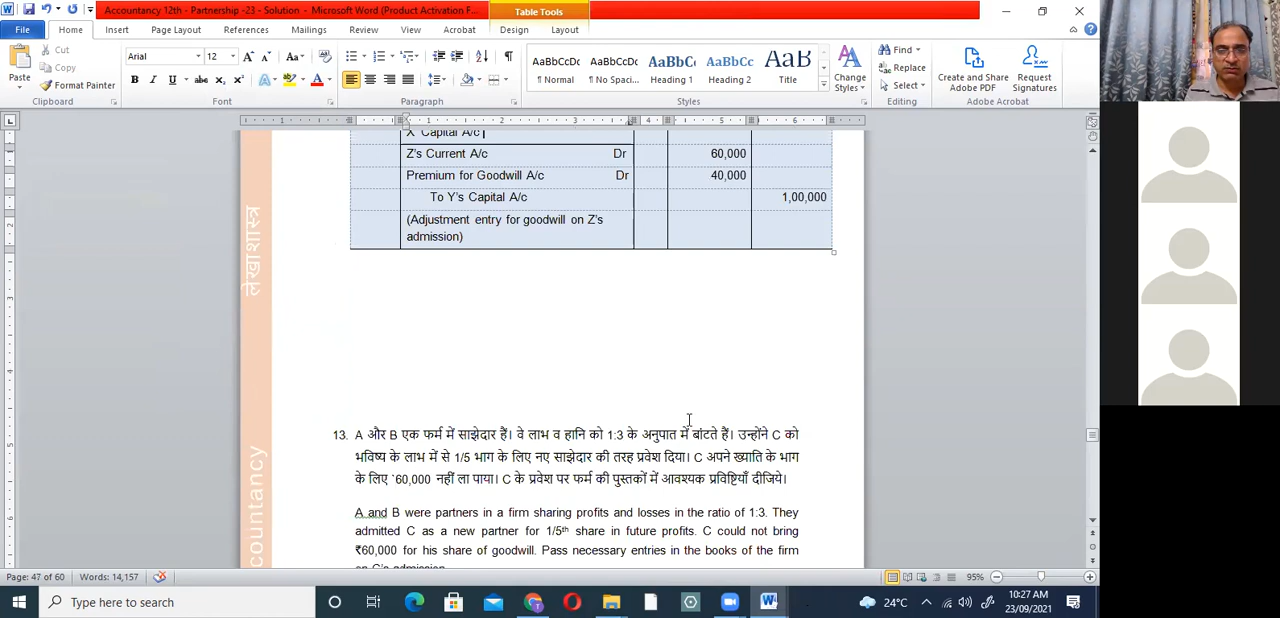 Accountancy 12th - Partnership -23 - Solution - Microsoft Word (Product Activation F...
Table Tools
File Home Insert Page Layout References Mailings Review View Acrobat Design Layout
Paste
Cut
Copy
Format Painter
Clipboard
Arial 12
Font
Paragraph
AaBbCcDc AaBbCcDc AaBbCc AaBbCc AaB
¶ Normal ¶ No Spaci... Heading 1 Heading 2 Title
Change Styles
Styles
Find
Replace
Select
Editing
Create and Share Adobe PDF
Request Signatures
Adobe Acrobat
X Capital A/c
Z's Current A/c Dr 60,000
Premium for Goodwill A/c Dr 40,000
To Y's Capital A/c 1,00,000
(Adjustment entry for goodwill on Z's
admission)
लेखाशास्त्र
ountancy
13. A और B एक फर्म में साझेदार हैं। वे लाभ व हानि को 1:3 के अनुपात में बांटते हैं। उन्होंने C को
भविष्य के लाभ में से 1/5 भाग के लिए नए साझेदार की तरह प्रवेश दिया। C अपने ख्याति के भाग
के लिए `60,000 नहीं ला पाया। C के प्रवेश पर फर्म की पुस्तकों में आवश्यक प्रविष्टियाँ दीजिये।
A and B were partners in a firm sharing profits and losses in the ratio of 1:3. They
admitted C as a new partner for 1/5th share in future profits. C could not bring
₹60,000 for his share of goodwill. Pass necessary entries in the books of the firm
on C's admission.
Page: 47 of 60 Words: 14,157 95%
Type here to search
24°C
10:27 AM
23/09/2021